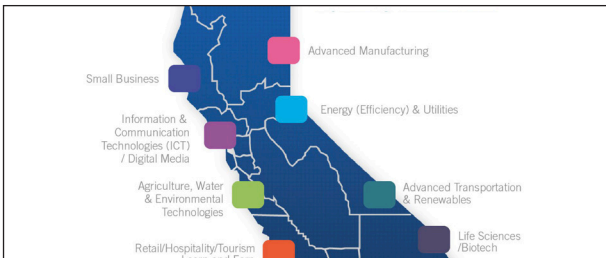 Advanced Manufacturing
Small Business
Energy (Efficiency) & Utilities
Information &
Communication
Technologies (ICT)
/ Digital Media
Agriculture, Water
& Environmental
Technologies
Advanced Transportation
& Renewables
Life Sciences
/Biotech
Retail/Hospitality/Tourism